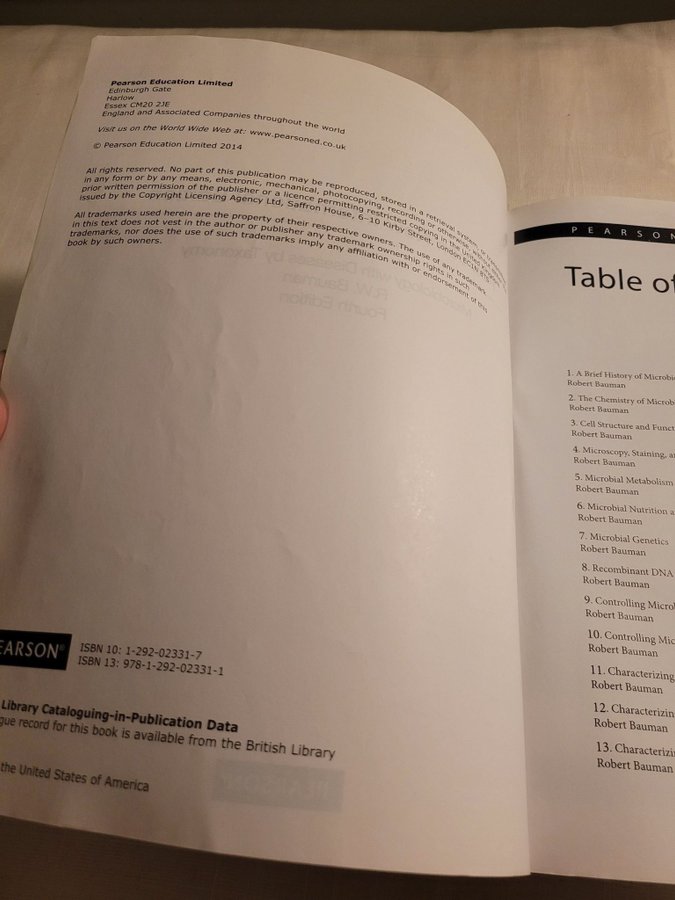 Pearson Education Limited
Edinburgh Gate
Harlow
Essex CM20 2JE
England and Associated Companies throughout the world
Visit us on the World Wide Web at: www.pearsoned.co.uk
© Pearson Education Limited 2014
All rights reserved. No part of this publication may be reproduced, stored in a retrieval system, or
in any form or by any means, electronic, mechanical, photocopying, recording or otherwise, without
prior written permission of the publisher or a licence permitting restricted copying in the United Kingdom
issued by the Copyright Licensing Agency Ltd, Saffron House, 6–10 Kirby Street, London EC1N 8TS
All trademarks used herein are the property of their respective owners. The use of any trademark
in this text does not vest in the author or publisher any trademark ownership rights in such
trademarks, nor does the use of such trademarks imply any affiliation with or endorsement of this
book by such owners.
EARSON
ISBN 10: 1-292-02331-7
ISBN 13: 978-1-292-02331-1
Library Cataloguing-in-Publication Data
gue record for this book is available from the British Library
the United States of America
PEARSON
Table of
1. A Brief History of Microbi
Robert Bauman
2. The Chemistry of Microb
Robert Bauman
3. Cell Structure and Funct
Robert Bauman
4. Microscopy, Staining, a
Robert Bauman
5. Microbial Metabolism
Robert Bauman
6. Microbial Nutrition a
Robert Bauman
7. Microbial Genetics
Robert Bauman
8. Recombinant DNA
Robert Bauman
9. Controlling Micro
Robert Bauman
10. Controlling Mic
Robert Bauman
11. Characterizing
Robert Bauman
12. Characterizin
Robert Bauman
13. Characterizi
Robert Bauman